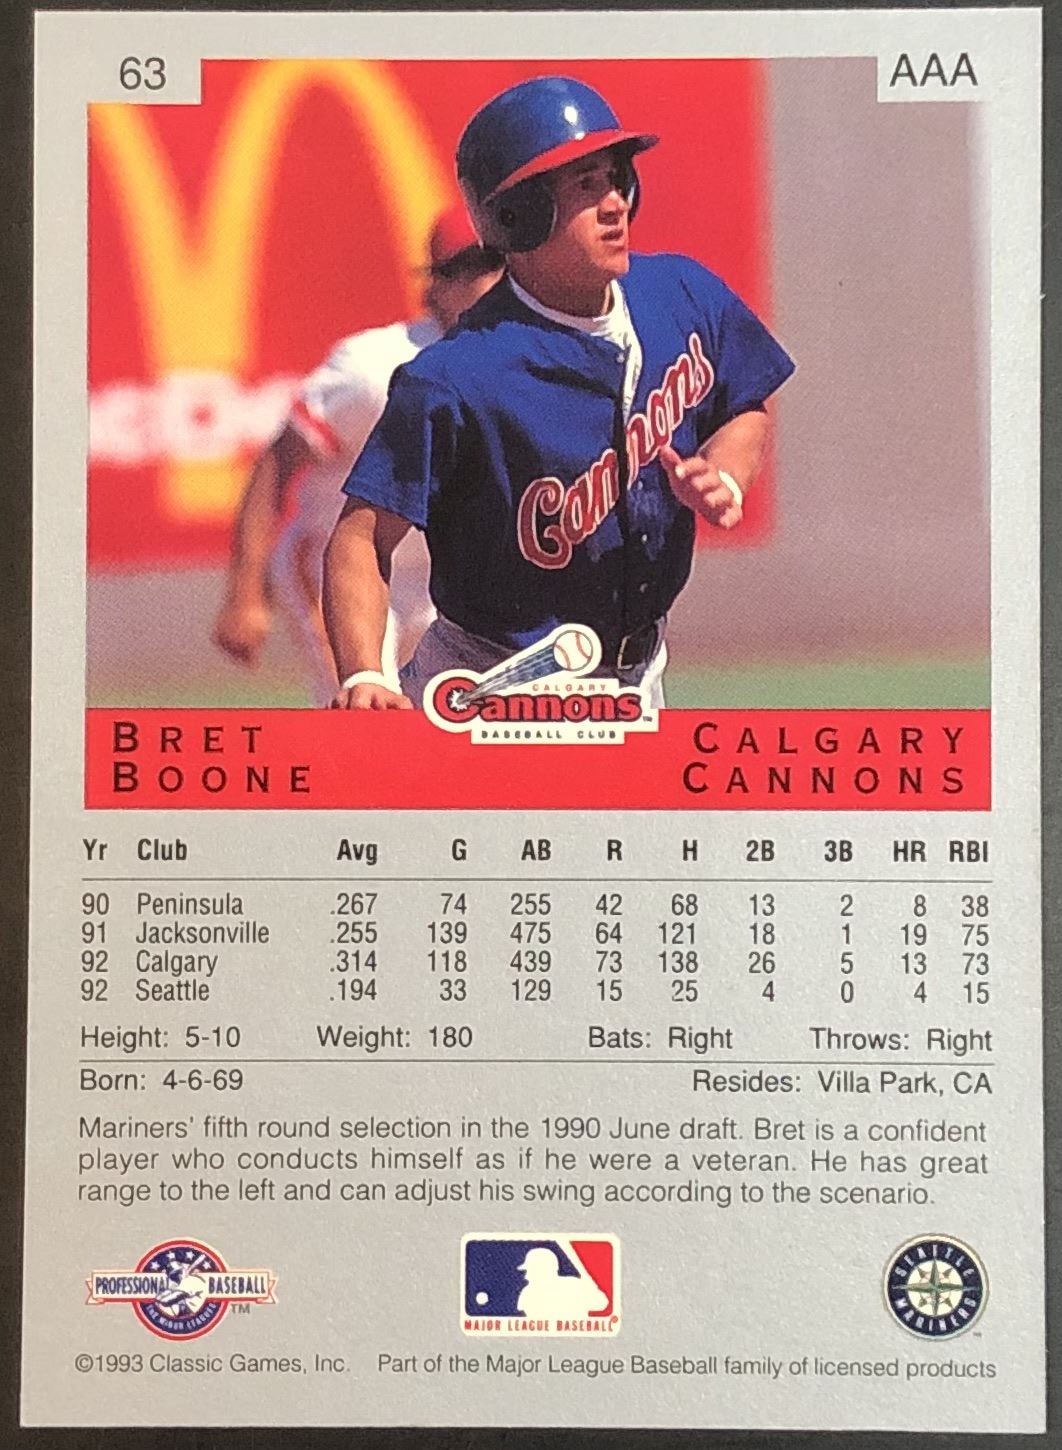 63
AAA
Cannons
CALGARY
Cannons
BASEBALL CLUB
BRET
BOONE
CALGARY
CANNONS
Yr Club Avg G AB R H 2B 3B HR RBI
90 Peninsula .267 74 255 42 68 13 2 8 38
91 Jacksonville .255 139 475 64 121 18 1 19 75
92 Calgary .314 118 439 73 138 26 5 13 73
92 Seattle .194 33 129 15 25 4 0 4 15
Height: 5-10 Weight: 180 Bats: Right Throws: Right
Born: 4-6-69 Resides: Villa Park, CA
Mariners' fifth round selection in the 1990 June draft. Bret is a confident
player who conducts himself as if he were a veteran. He has great
range to the left and can adjust his swing according to the scenario.
PROFESSIONAL BASEBALL
THE MINOR LEAGUES
TM
MAJOR LEAGUE BASEBALL
SEATTLE
MARINERS
©1993 Classic Games, Inc. Part of the Major League Baseball family of licensed products